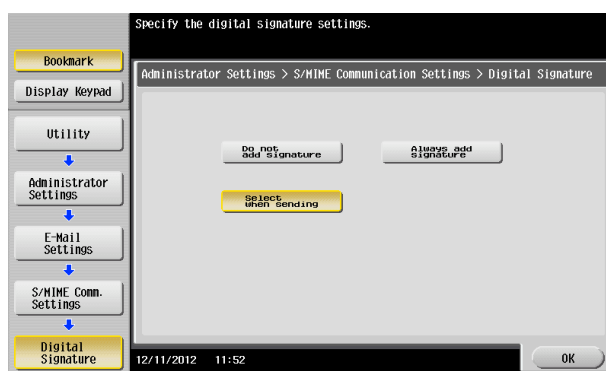 Specify the digital signature settings.
Bookmark
Display Keypad
Administrator Settings > S/MIME Communication Settings > Digital Signature
Utility
Administrator
Settings
E-Mail
Settings
S/MIME Comm.
Settings
Digital
Signature
Do not
add signature
Always add
signature
Select
when sending
12/11/2012 11:52
OK